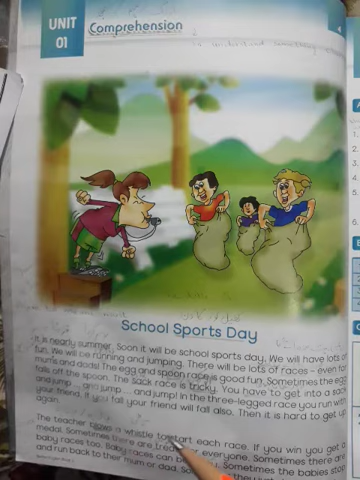 UNIT
01
Comprehension
School Sports Day
It is nearly summer. Soon it will be school sports day. We will have lots of
fun. We will be running and jumping. There will be lots of races – even for
mums and dads! The egg and spoon race is good fun. Sometimes the egg
falls off the spoon. The sack race is tricky. You have to get into a sack
and jump ... and jump ... and jump! In the three-legged race you run with
your friend. If you fall your friend will fall also. Then it is hard to get up
again.
The teacher blows a whistle to start each race. If you win you get a
medal. Sometimes there are for everyone. Sometimes there are
baby races too. Baby races can be Sometimes the babies stop
and run back to their mum or dad.